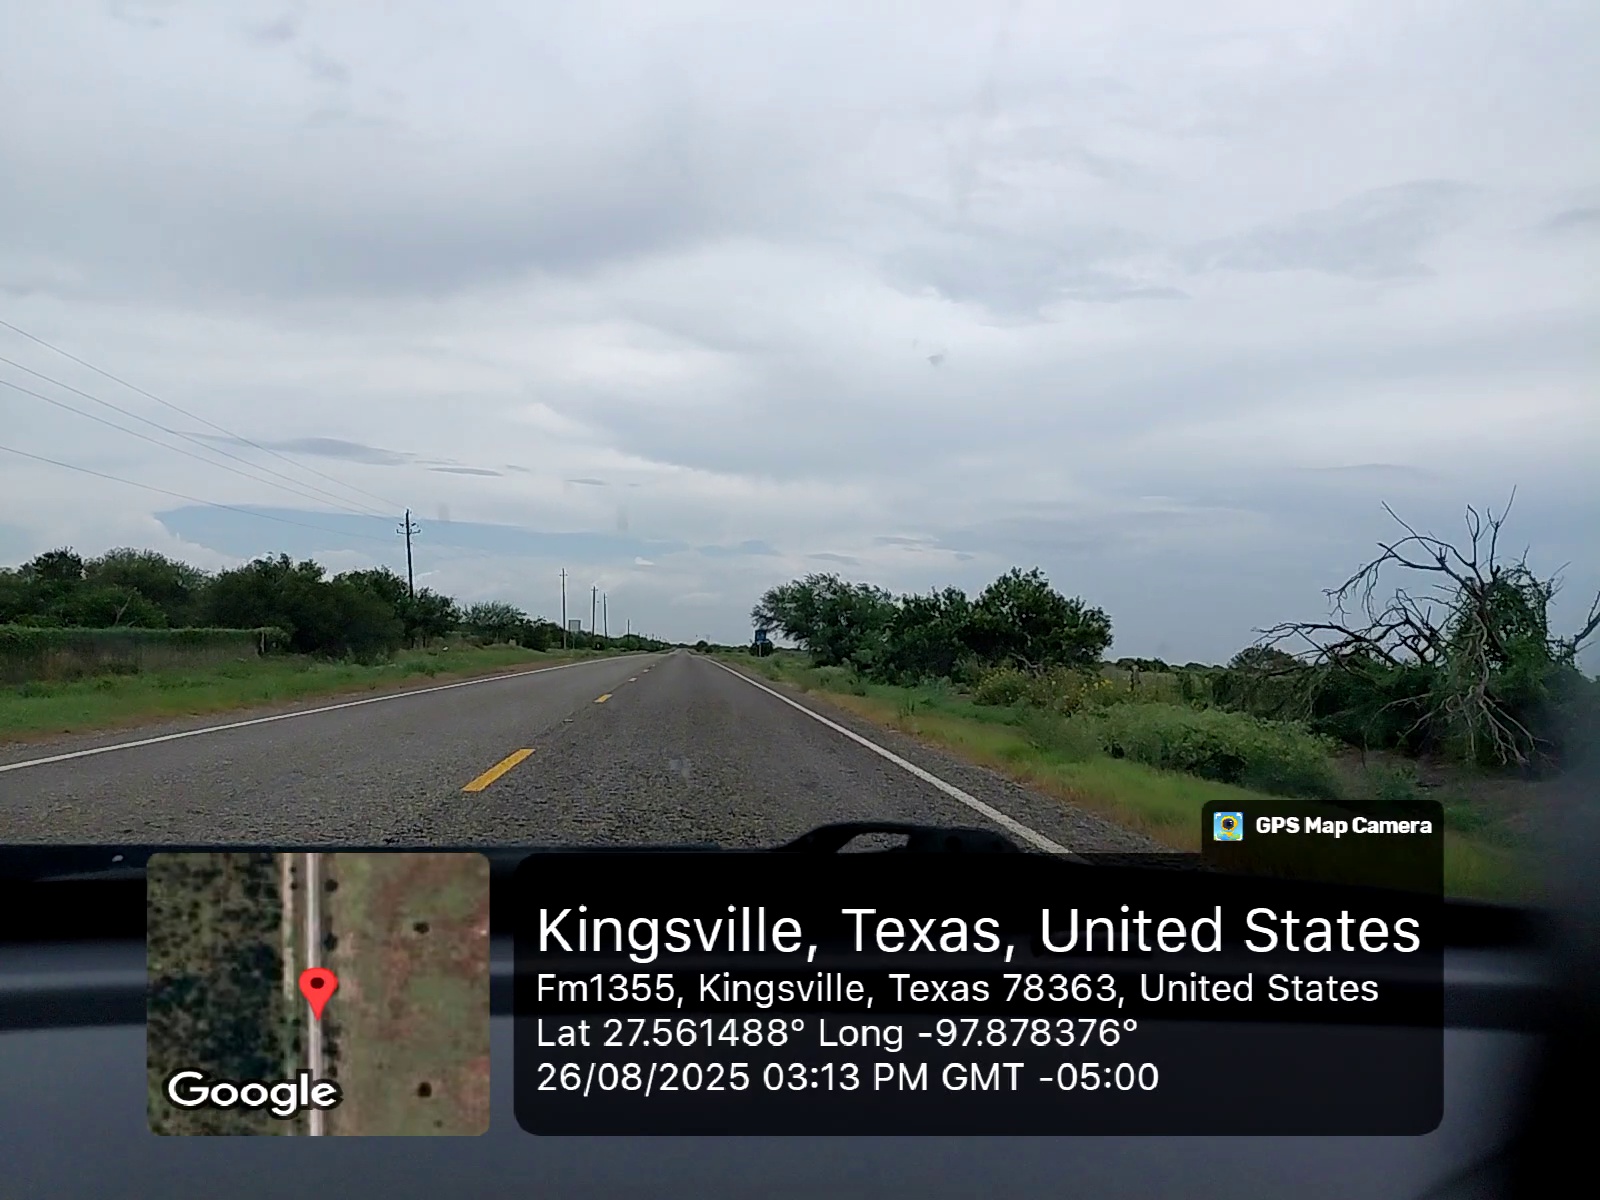 GPS Map Camera
Kingsville, Texas, United States
Fm1355, Kingsville, Texas 78363, United States
Lat 27.561488° Long -97.878376°
26/08/2025 03:13 PM GMT -05:00
Google